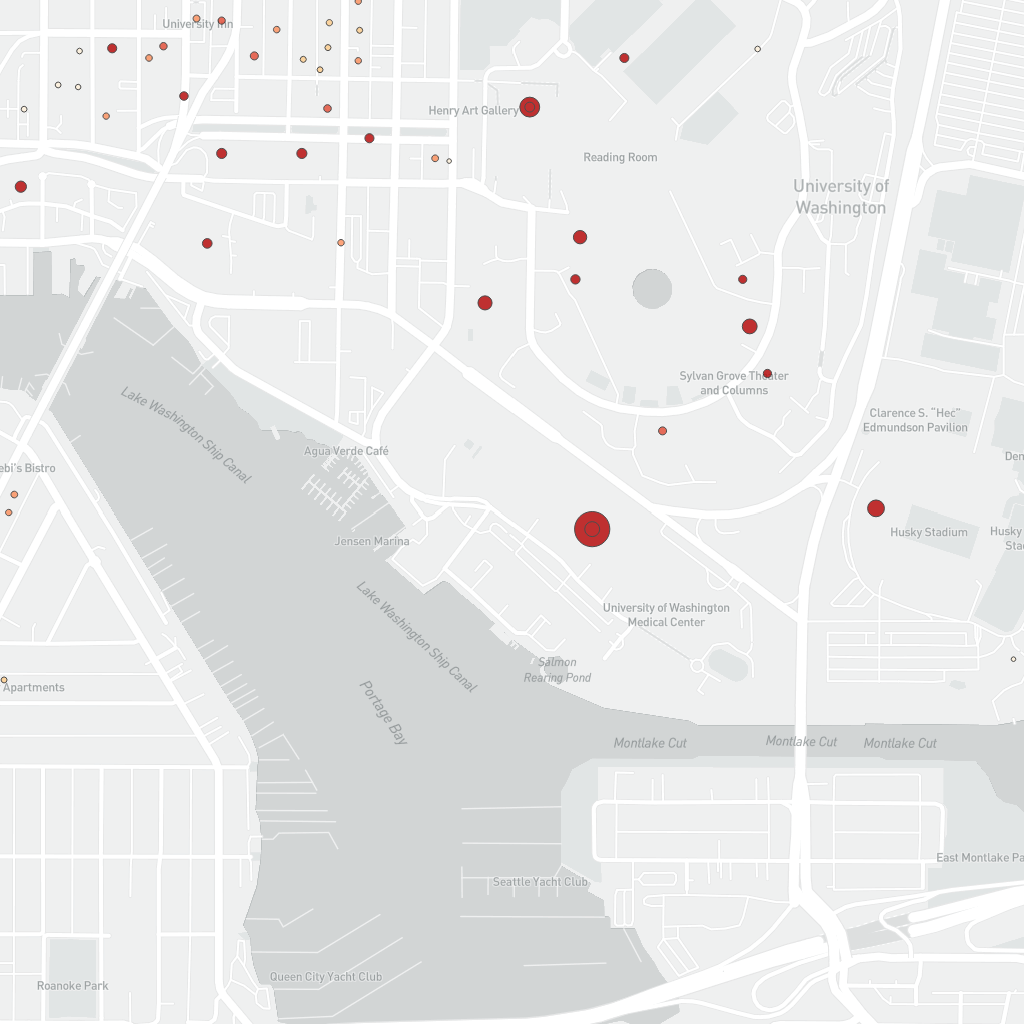 University Inn
Henry Art Gallery
Reading Room
University of
Washington
Sylvan Grove Theater
and Columns
Lake Washington Ship Canal
Clarence S. “Hec”
Edmundson Pavilion
Agua Verde Café
ebi's Bistro
Den
Husky Stadium
Husky
Sta
Jensen Marina
Lake Washington Ship Canal
University of Washington
Medical Center
Salmon
Rearing Pond
Apartments
Portage Bay
Montlake Cut
Montlake Cut
Montlake Cut
East Montlake Pa
Seattle Yacht Club
Queen City Yacht Club
Roanoke Park